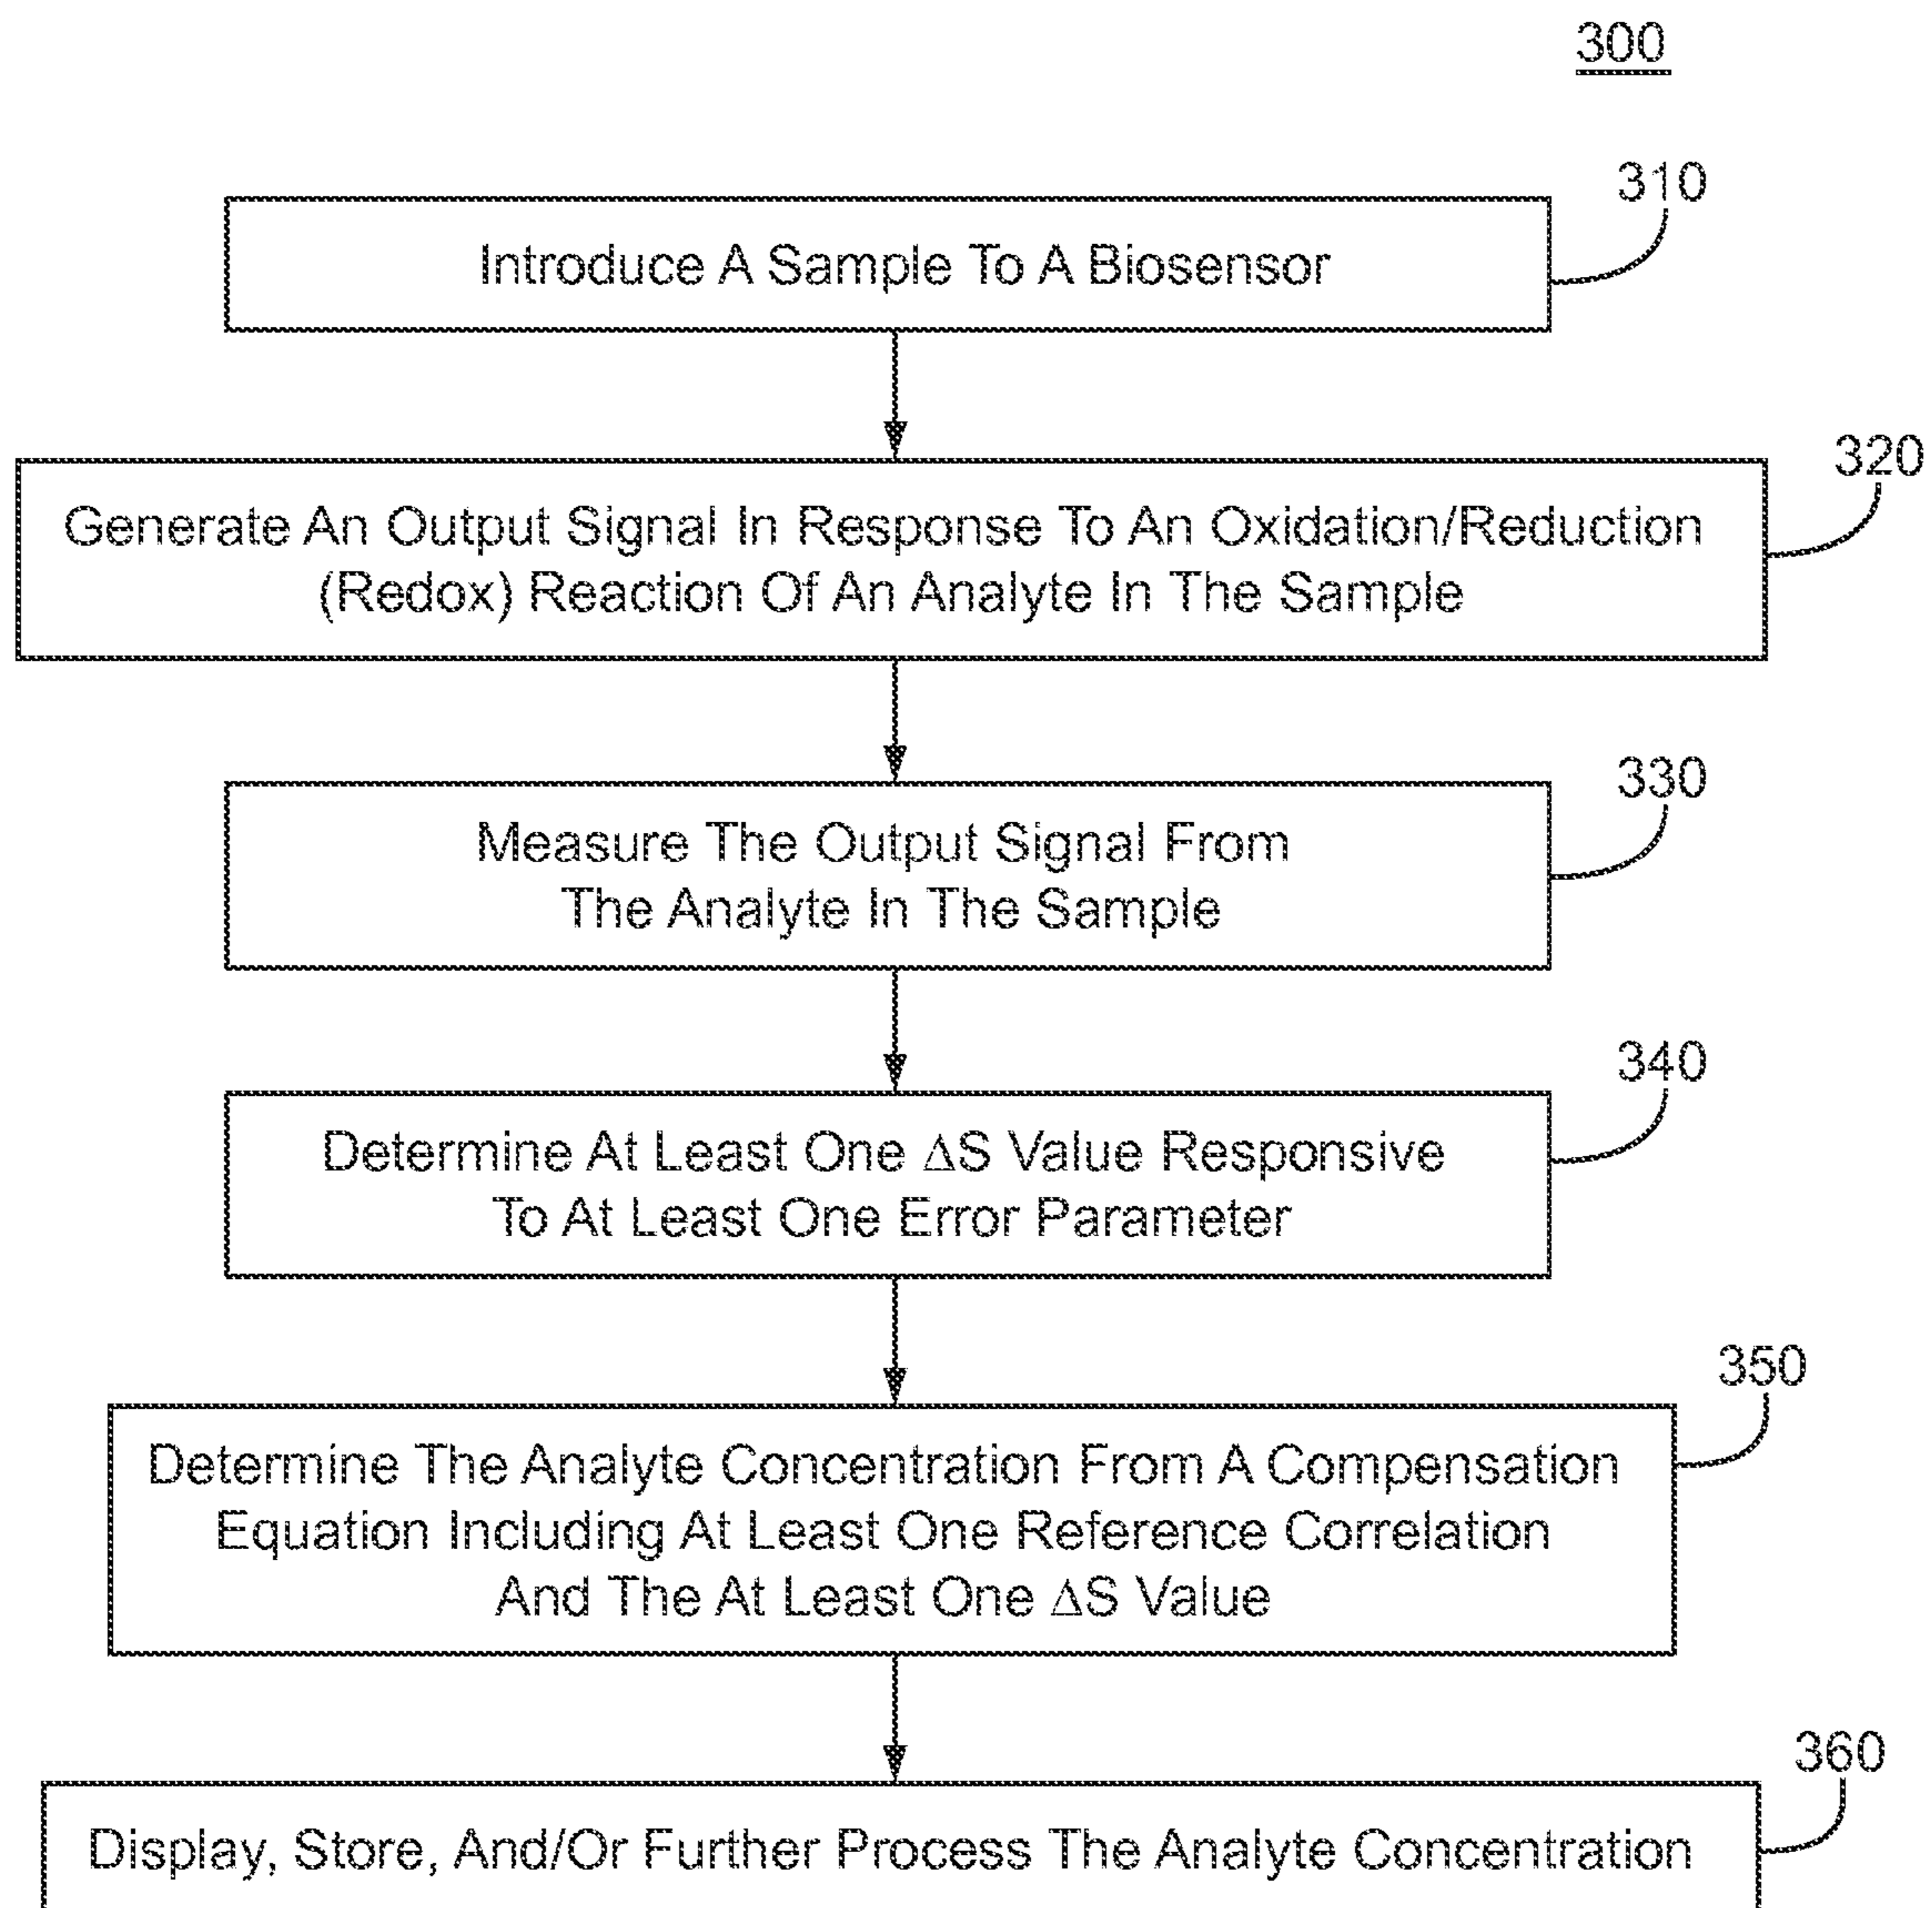 300
310
Introduce A Sample To A Biosensor
320
Generate An Output Signal In Response To An Oxidation/Reduction
(Redox) Reaction Of An Analyte In The Sample
330
Measure The Output Signal From
The Analyte In The Sample
340
Determine At Least One ΔS Value Responsive
To At Least One Error Parameter
350
Determine The Analyte Concentration From A Compensation
Equation Including At Least One Reference Correlation
And The At Least One ΔS Value
360
Display, Store, And/Or Further Process The Analyte Concentration